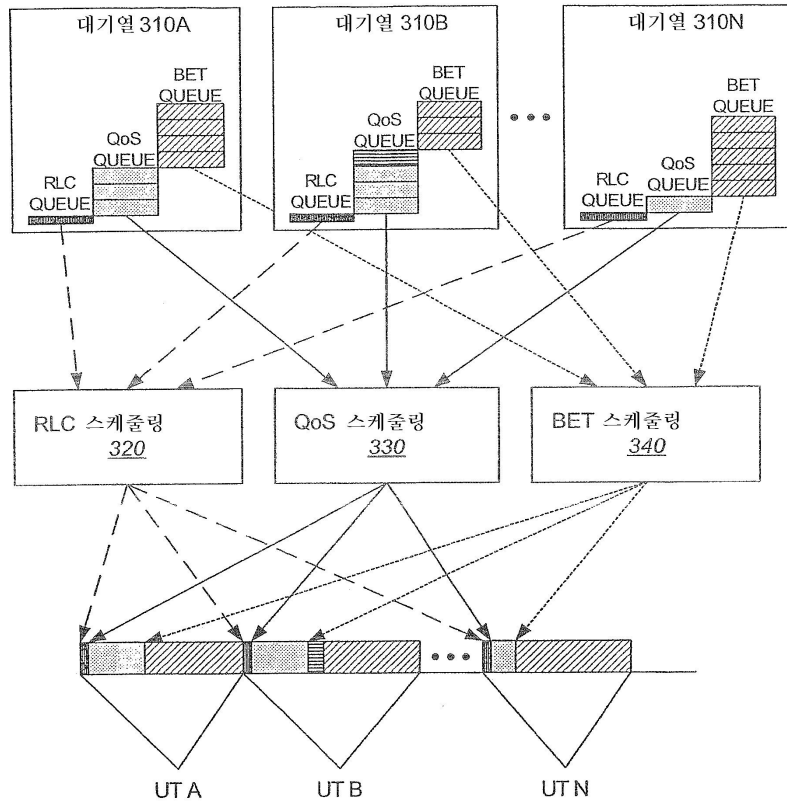 대기열 310A
BET
QUEUE
QoS
QUEUE
RLC
QUEUE
대기열 310B
BET
QUEUE
QoS
QUEUE
RLC
QUEUE
대기열 310N
BET
QUEUE
RLC
QUEUE
QoS
QUEUE
RLC 스케줄링
320
QoS 스케줄링
330
BET 스케줄링
340
UT A
UT B
UT N